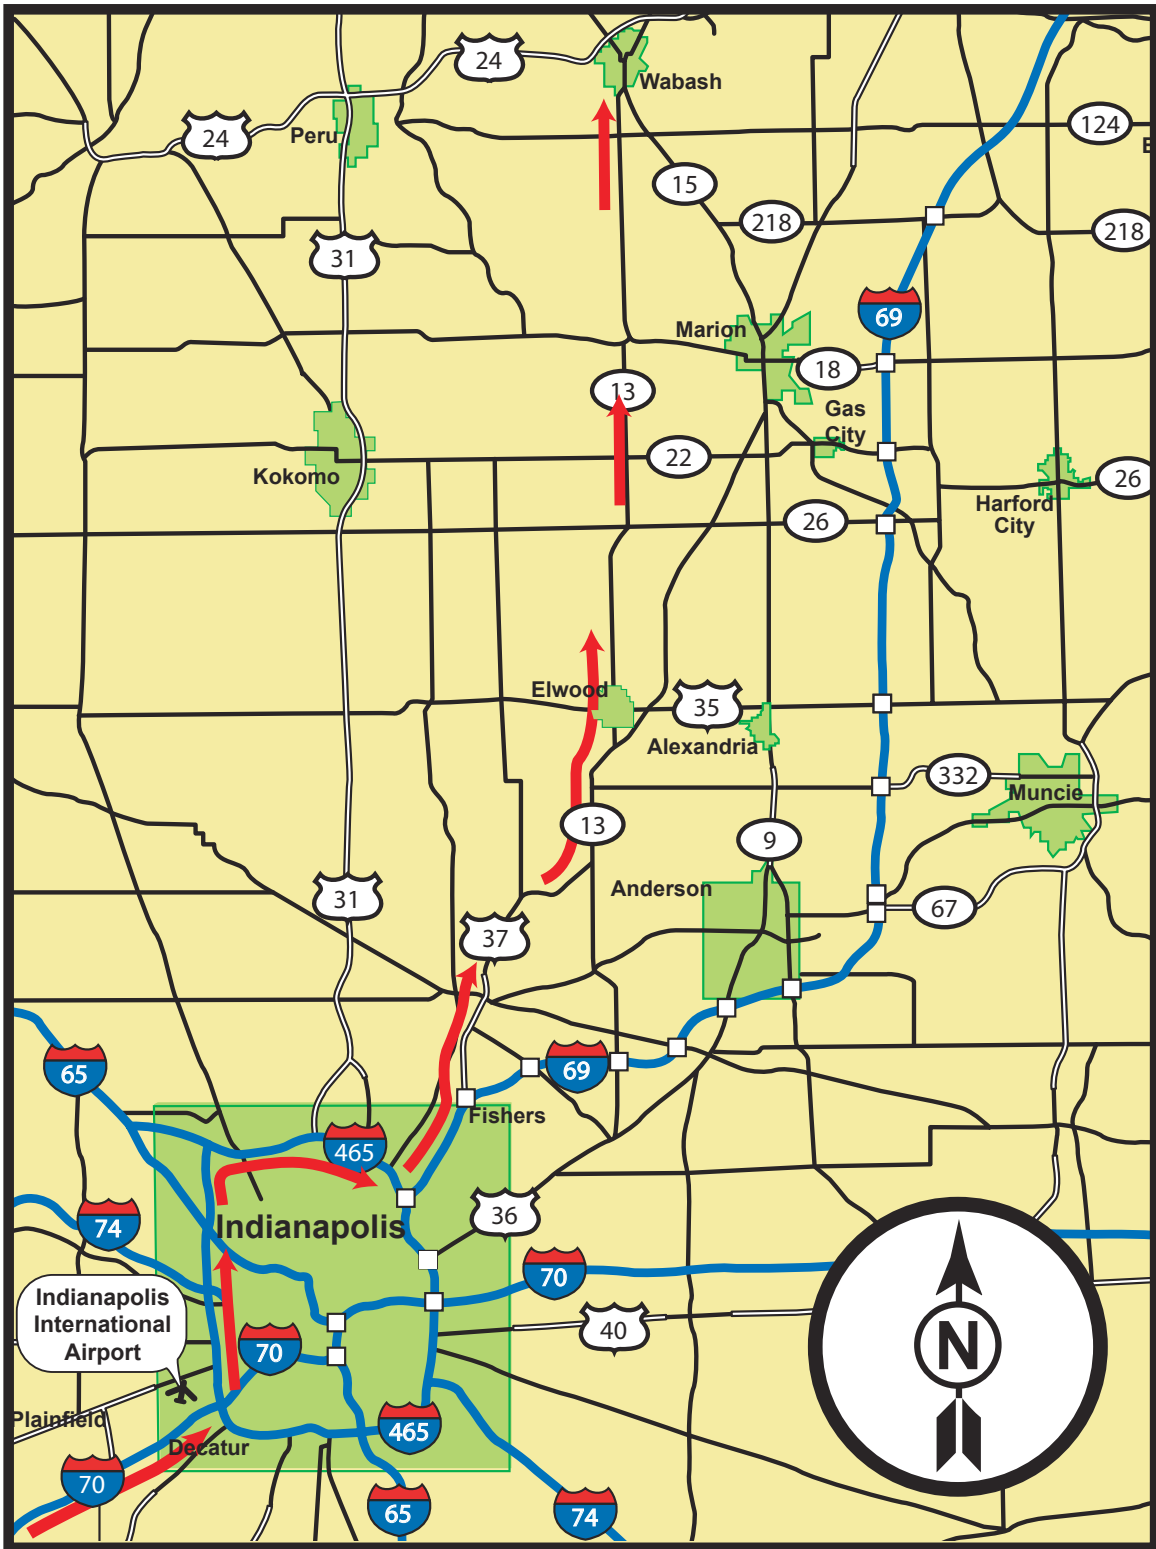 24
Wabash
24
Peru
124
E
15
218
218
31
69
Marion
18
13
Gas
City
22
Kokomo
26
Harford
City
26
Elwood
35
Alexandria
332
Muncie
13
9
31
Anderson
67
37
65
69
Fishers
465
36
74
Indianapolis
70
Indianapolis
International
Airport
40
70
N
Plainfield
465
Decatur
70
65
74